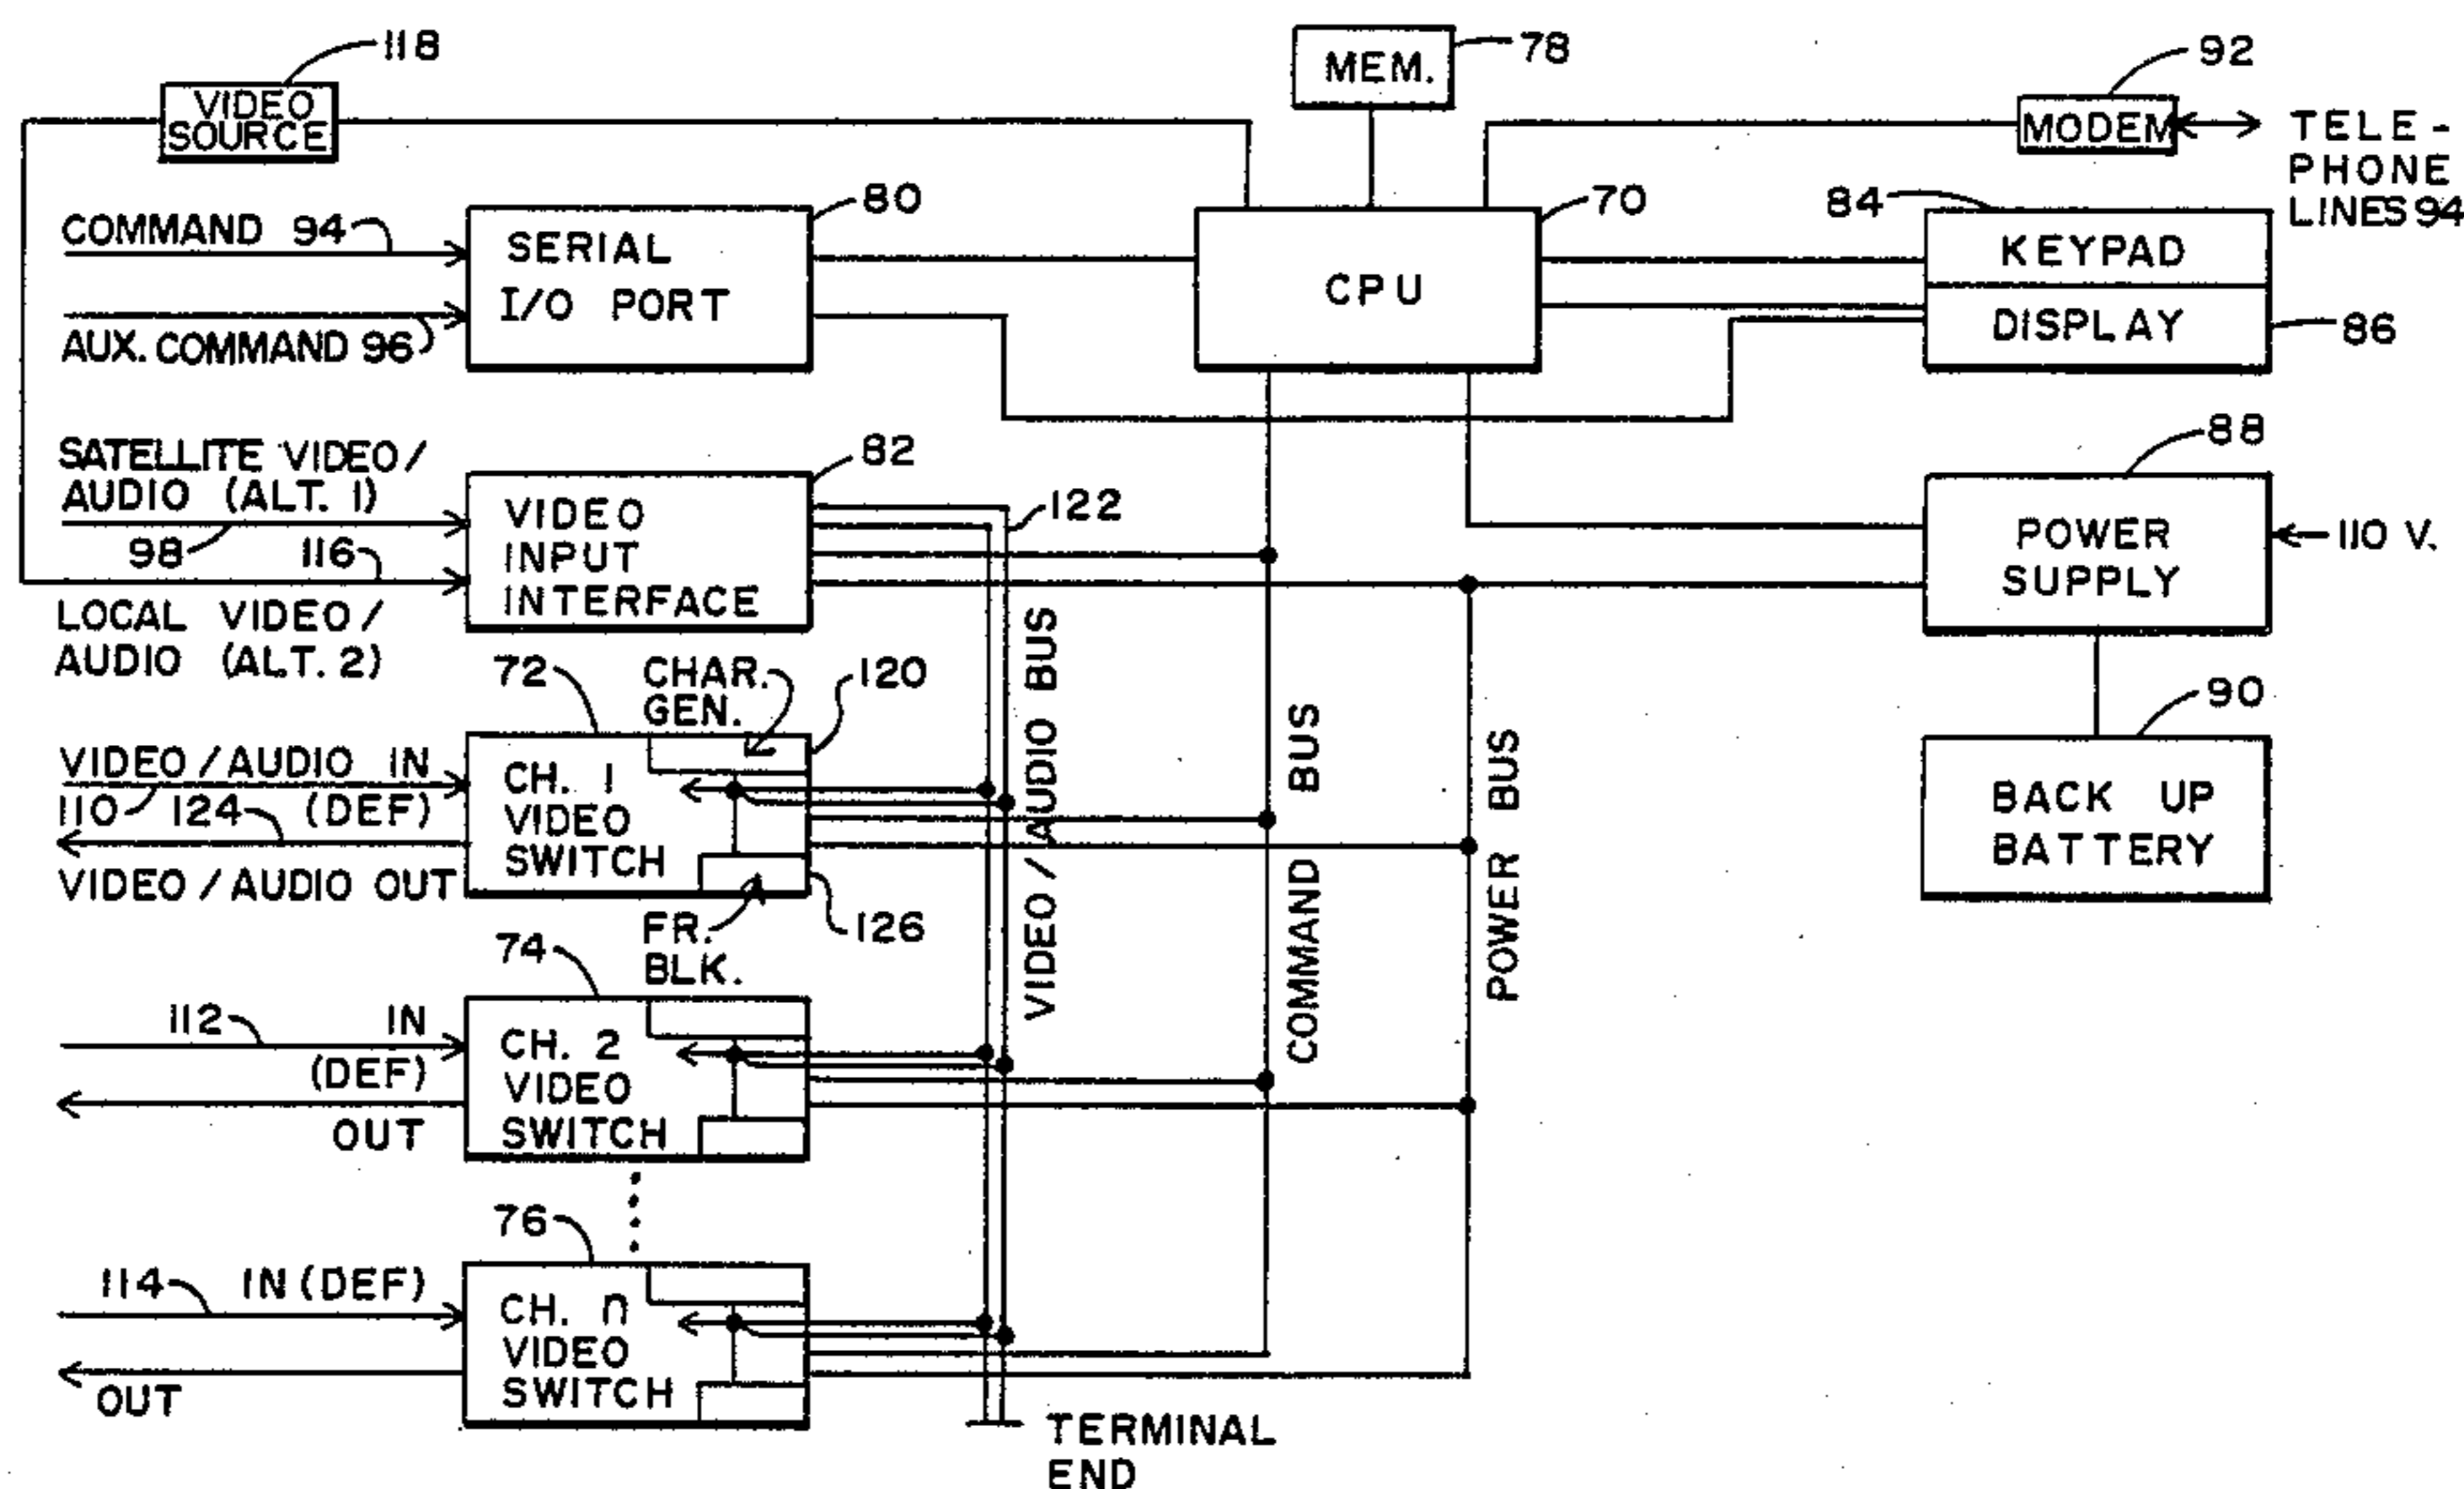 118
VIDEO
SOURCE
MEM.
78
92
MODEM
TELE-
PHONE
LINES 94
COMMAND 94
AUX. COMMAND 96
80
SERIAL
I/O PORT
70
CPU
84
KEYPAD
DISPLAY
86
SATELLITE VIDEO/
AUDIO (ALT. 1)
98
116
LOCAL VIDEO/
AUDIO (ALT. 2)
82
VIDEO
INPUT
INTERFACE
122
88
POWER
SUPPLY
110 V.
90
BACK UP
BATTERY
VIDEO/AUDIO BUS
COMMAND BUS
POWER BUS
72
CHAR.
GEN.
120
VIDEO/AUDIO IN
110
124
(DEF)
VIDEO/AUDIO OUT
CH. 1
VIDEO
SWITCH
FR.
BLK.
126
74
112
IN
(DEF)
OUT
CH. 2
VIDEO
SWITCH
76
114
IN (DEF)
OUT
CH. n
VIDEO
SWITCH
TERMINAL
END